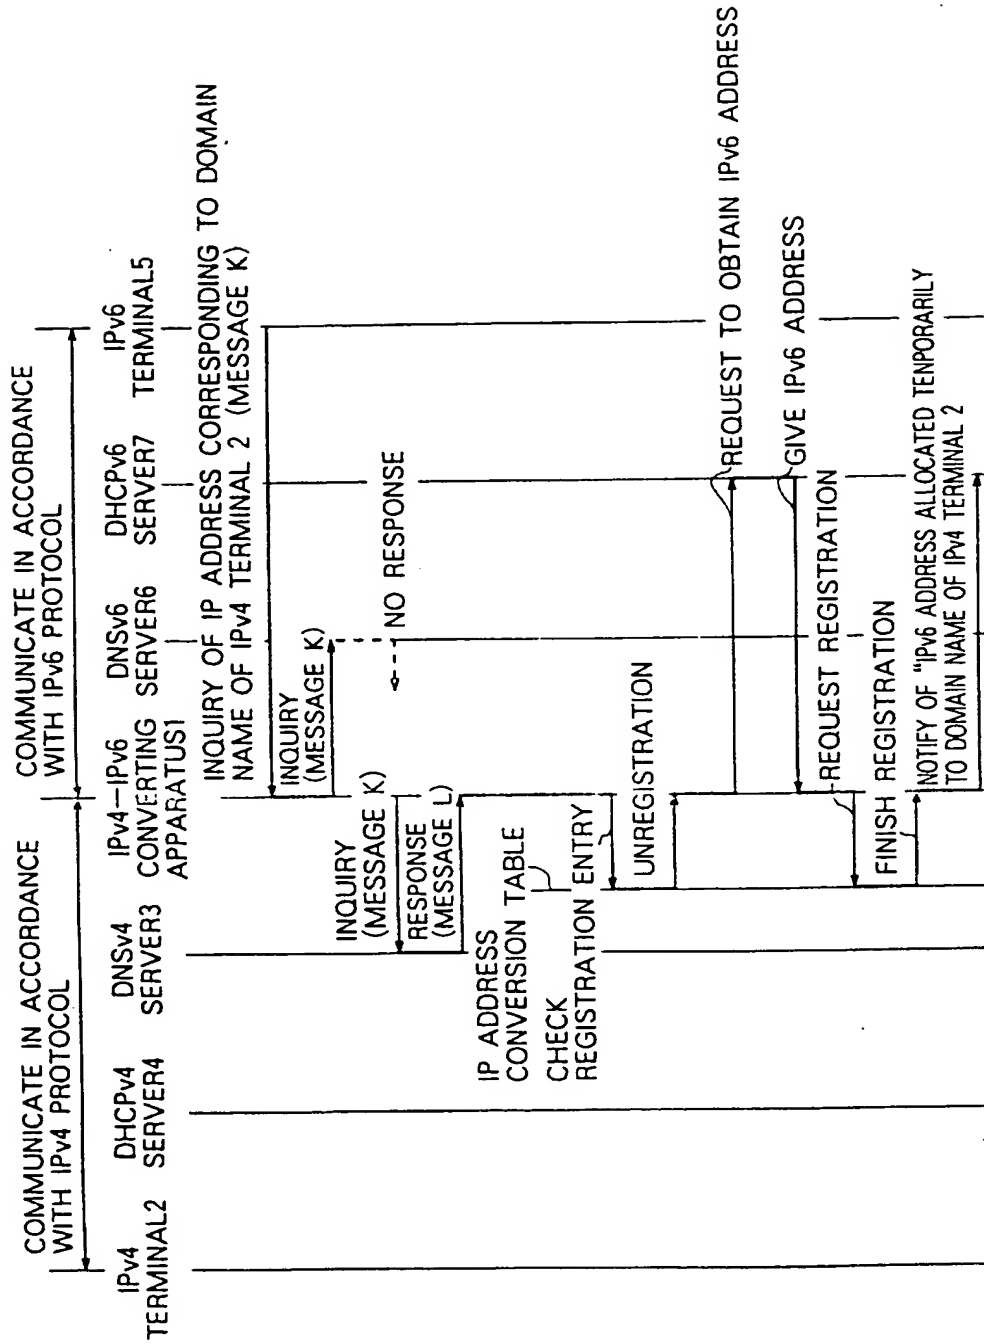 COMMUNICATE IN ACCORDANCE
WITH IPv4 PROTOCOL
COMMUNICATE IN ACCORDANCE
WITH IPv6 PROTOCOL
IPv4
TERMINAL2
DHCPv4
SERVER4
DNSv4
SERVER3
IPv4-IPv6
CONVERTING
APPARATUS1
DNSv6
SERVER6
DHCPv6
SERVER7
IPv6
TERMINAL5
INQUIRY OF IP ADDRESS CORRESPONDING TO DOMAIN
NAME OF IPv4 TERMINAL 2 (MESSAGE K)
INQUIRY
(MESSAGE K)
NO RESPONSE
INQUIRY
(MESSAGE K)
RESPONSE
(MESSAGE L)
IP ADDRESS
CONVERSION TABLE
CHECK
REGISTRATION ENTRY
UNREGISTRATION
REQUEST TO OBTAIN IPv6 ADDRESS
GIVE IPv6 ADDRESS
REQUEST REGISTRATION
FINISH REGISTRATION
NOTIFY OF "IPv6 ADDRESS ALLOCATED TENPORARILY
TO DOMAIN NAME OF IPv4 TERMINAL 2